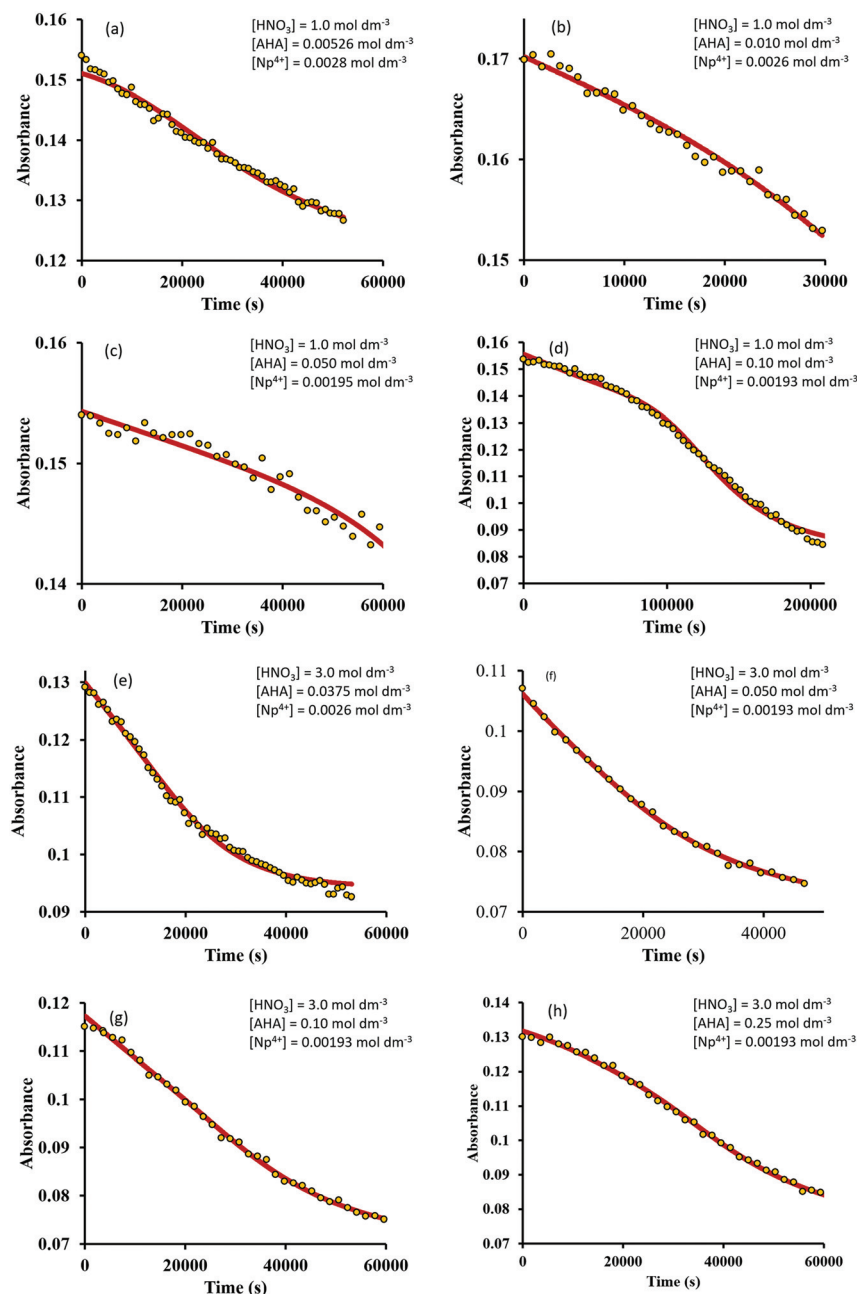 (a)
[HNO3] = 1.0 mol dm-3
[AHA] = 0.00526 mol dm-3
[Np4+] = 0.0028 mol dm-3
0.16
0.15
0.14
0.13
0.12
Absorbance
0 20000 40000 60000
Time (s)
(b)
[HNO3] = 1.0 mol dm-3
[AHA] = 0.010 mol dm-3
[Np4+] = 0.0026 mol dm-3
0.17
0.16
0.15
Absorbance
0 10000 20000 30000
Time (s)
(c)
[HNO3] = 1.0 mol dm-3
[AHA] = 0.050 mol dm-3
[Np4+] = 0.00195 mol dm-3
0.16
0.15
0.14
Absorbance
0 20000 40000 60000
Time (s)
(d)
[HNO3] = 1.0 mol dm-3
[AHA] = 0.10 mol dm-3
[Np4+] = 0.00193 mol dm-3
0.16
0.15
0.14
0.13
0.12
0.11
0.1
0.09
0.08
0.07
Absorbance
0 100000 200000
Time (s)
(e)
[HNO3] = 3.0 mol dm-3
[AHA] = 0.0375 mol dm-3
[Np4+] = 0.0026 mol dm-3
0.13
0.12
0.11
0.1
0.09
Absorbance
0 20000 40000 60000
Time (s)
(f)
[HNO3] = 3.0 mol dm-3
[AHA] = 0.050 mol dm-3
[Np4+] = 0.00193 mol dm-3
0.11
0.1
0.09
0.08
0.07
Absorbance
0 20000 40000
Time (s)
(g)
[HNO3] = 3.0 mol dm-3
[AHA] = 0.10 mol dm-3
[Np4+] = 0.00193 mol dm-3
0.12
0.11
0.1
0.09
0.08
0.07
Absorbance
0 20000 40000 60000
Time (s)
(h)
[HNO3] = 3.0 mol dm-3
[AHA] = 0.25 mol dm-3
[Np4+] = 0.00193 mol dm-3
0.14
0.13
0.12
0.11
0.1
0.09
0.08
0.07
Absorbance
0 20000 40000 60000
Time (s)